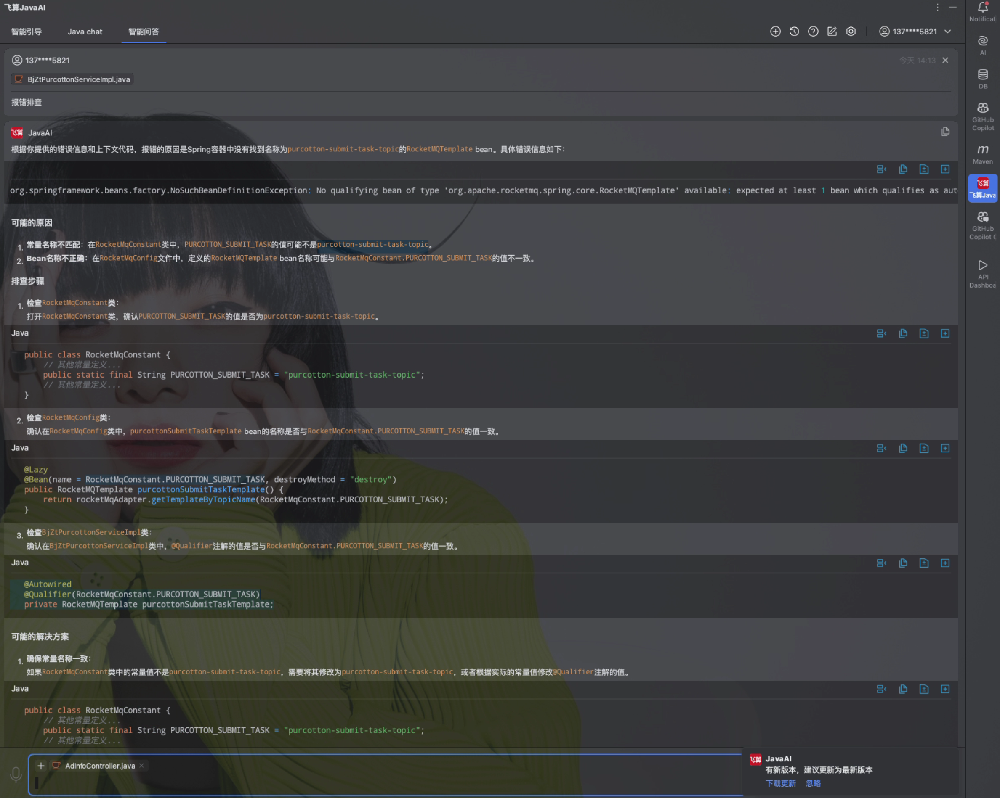 飞算JavaAI
智能引导 Java chat 智能问答 137****5821
137****5821 今天 14:13
BjZtPurcottonServiceImpl.java
报错排查
飞算 JavaAI
根据你提供的错误信息和上下文代码，报错的原因是Spring容器中没有找到名称为purcotton-submit-task-topic的RocketMQTemplate bean。具体错误信息如下：
org.springframework.beans.factory.NoSuchBeanDefinitionException: No qualifying bean of type 'org.apache.rocketmq.spring.core.RocketMQTemplate' available: expected at least 1 bean which qualifies as aut
可能的原因
1. 常量名称不匹配：在RocketMqConstant类中，PURCOTTON_SUBMIT_TASK的值可能不是purcotton-submit-task-topic。
2. Bean名称不正确：在RocketMqConfig文件中，定义的RocketMQTemplate bean名称可能与RocketMqConstant.PURCOTTON_SUBMIT_TASK的值不一致。
排查步骤
1. 检查RocketMqConstant类：
打开RocketMqConstant类，确认PURCOTTON_SUBMIT_TASK的值是否为purcotton-submit-task-topic。
Java
public class RocketMqConstant {
// 其他常量定义...
public static final String PURCOTTON_SUBMIT_TASK = "purcotton-submit-task-topic";
// 其他常量定义...
}
2. 检查RocketMqConfig类：
确认在RocketMqConfig类中，purcottonSubmitTaskTemplate bean的名称是否与RocketMqConstant.PURCOTTON_SUBMIT_TASK的值一致。
Java
@Lazy
@Bean(name = RocketMqConstant.PURCOTTON_SUBMIT_TASK, destroyMethod = "destroy")
public RocketMQTemplate purcottonSubmitTaskTemplate() {
return rocketMqAdapter.getTemplateByTopicName(RocketMqConstant.PURCOTTON_SUBMIT_TASK);
}
3. 检查BjZtPurcottonServiceImpl类：
确认在BjZtPurcottonServiceImpl类中，@Qualifier注解的值是否与RocketMqConstant.PURCOTTON_SUBMIT_TASK的值一致。
Java
@Autowired
@Qualifier(RocketMqConstant.PURCOTTON_SUBMIT_TASK)
private RocketMQTemplate purcottonSubmitTaskTemplate;
可能的解决方案
1. 确保常量名称一致：
如果RocketMqConstant类中的常量值不是purcotton-submit-task-topic，需要将其修改为purcotton-submit-task-topic，或者根据实际的常量值修改@Qualifier注解的值。
Java
public class RocketMqConstant {
// 其他常量定义...
public static final String PURCOTTON_SUBMIT_TASK = "purcotton-submit-task-topic";
// 其他常量定义...
AdInfoController.java
飞算 JavaAI
有新版本，建议更新为最新版本
下载更新 忽略
Notificat
AI
DB
GitHub
Copilot
m
Maven
飞算
飞算Java
GitHub
Copilot C
API
Dashboa